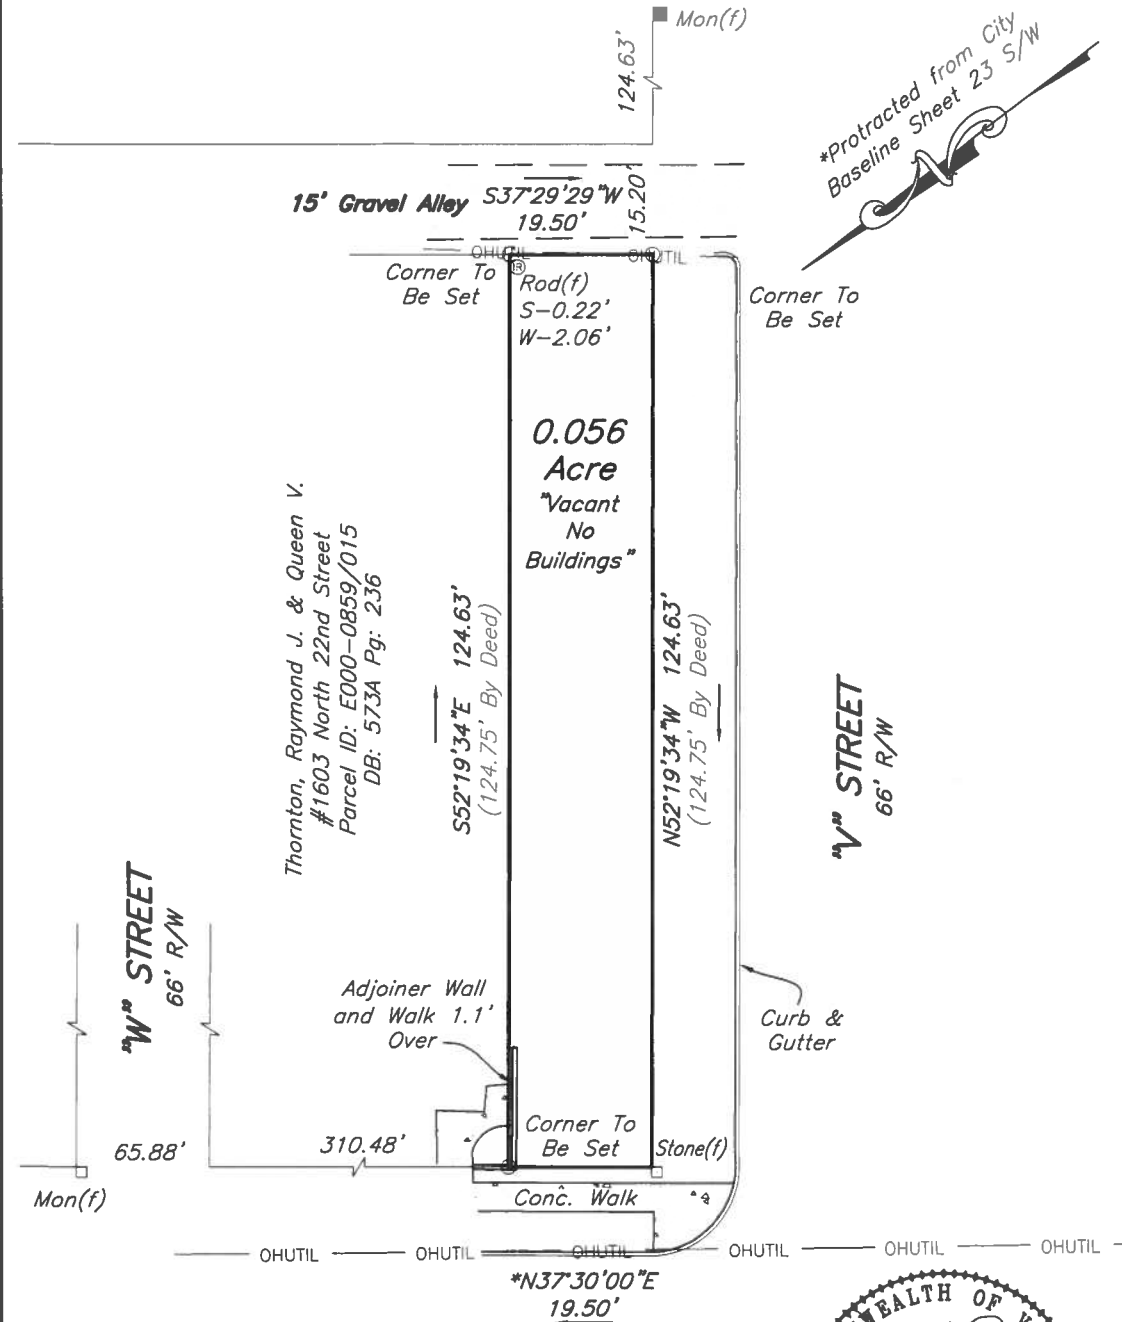 Mon(f)
124.63'
*Protracted from City
Baseline Sheet 23 S/W
N
15' Gravel Alley
S37°29'29"W
19.50'
15.20'
OHUTIL
OHUTIL
Corner To
Be Set
IR
Rod(f)
S-0.22'
W-2.06'
Corner To
Be Set
0.056
Acre
"Vacant
No
Buildings"
Thornton, Raymond J. & Queen V.
#1603 North 22nd Street
Parcel ID: E000-0859/015
DB: 573A Pg: 236
S52°19'34"E 124.63'
(124.75' By Deed)
N52°19'34"W 124.63'
(124.75' By Deed)
"V" STREET
66' R/W
"W" STREET
66' R/W
Adjoiner Wall
and Walk 1.1'
Over
Curb &
Gutter
Corner To
Be Set
Stone(f)
65.88'
310.48'
Mon(f)
Conc. Walk
OHUTIL OHUTIL OHUTIL OHUTIL OHUTIL OHUTIL
*N37°30'00"E
19.50'
OF